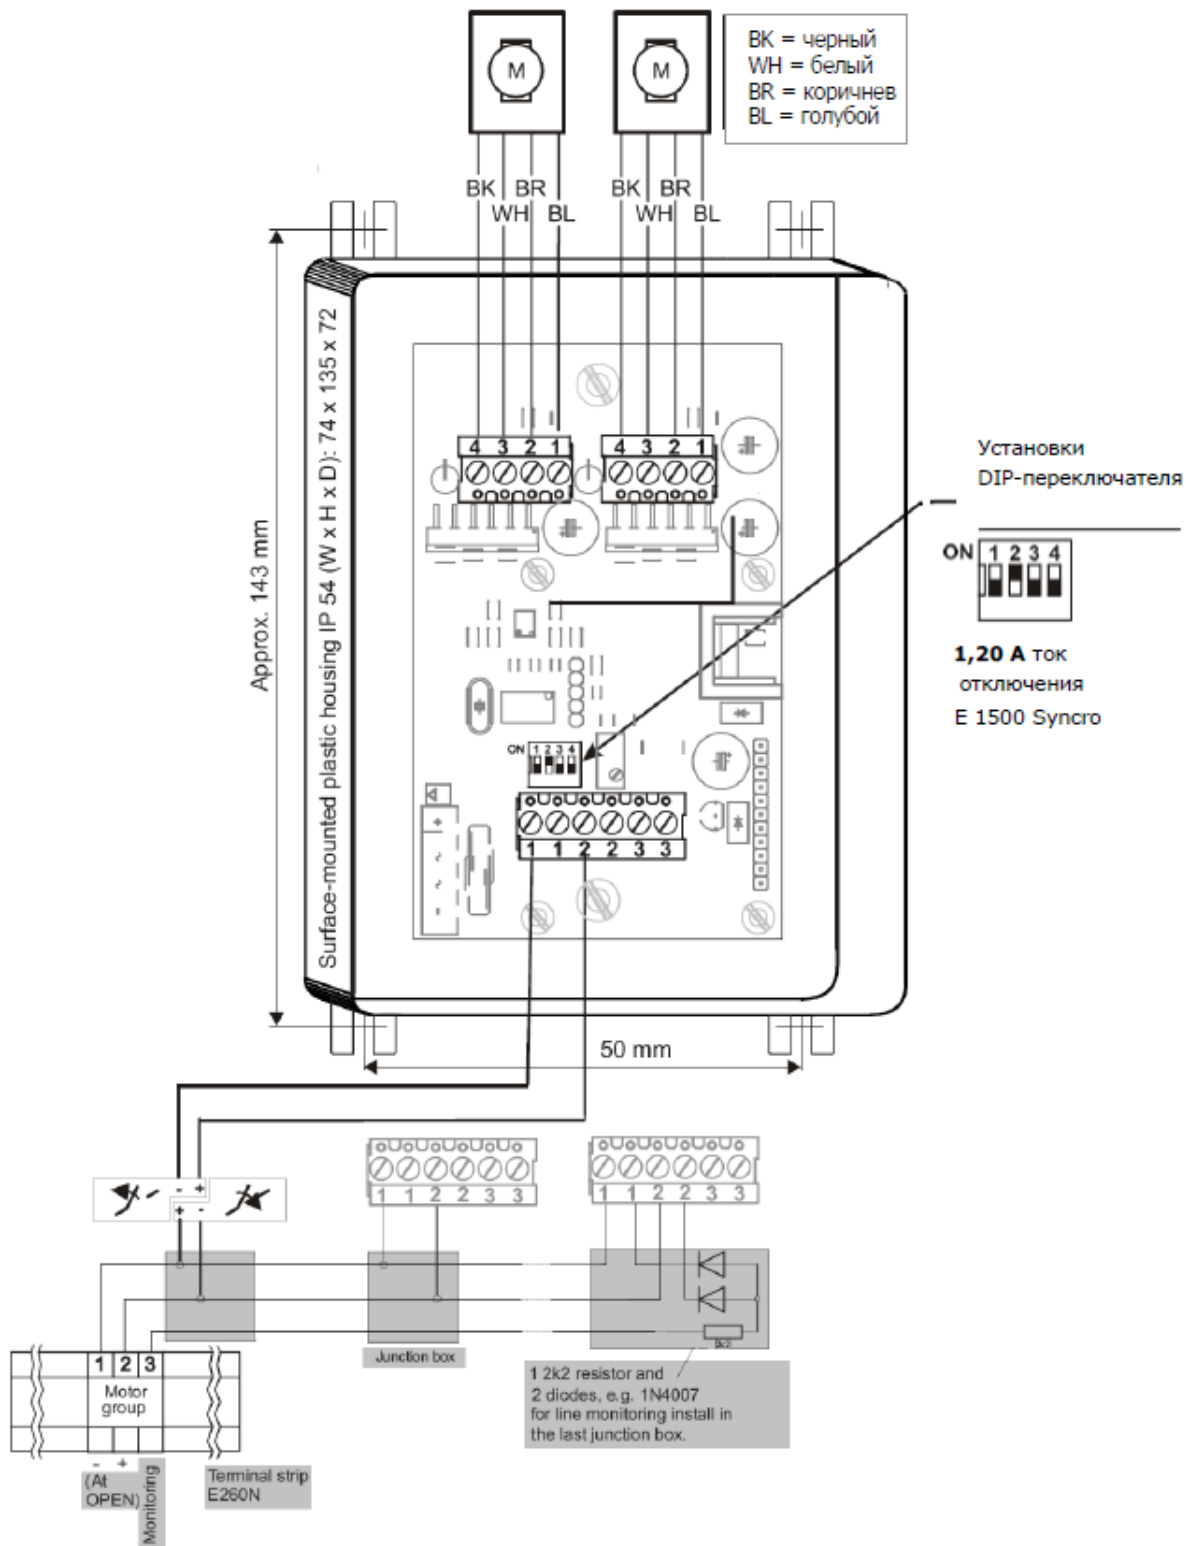 M
M
BK = черный
WH = белый
BR = коричнев
BL = голубой
BK BR
WH BL
BK BR
WH BL
Surface-mounted plastic housing IP 54 (W x H x D): 74 x 135 x 72
Approx. 143 mm
4 3 2 1
4 3 2 1
Установки
DIP-переключателя
ON 1 2 3 4
1,20 A ток
отключения
E 1500 Syncro
ON 1 2 3 4
1 1 2 2 3 3
50 mm
1 1 2 2 3 3
1 1 2 2 3 3
- +
+ -
Junction box
1 2k2 resistor and
2 diodes, e.g. 1N4007
for line monitoring install in
the last junction box.
1 2 3
Motor
group
- +
(At
OPEN)
Monitoring
Terminal strip
E260N